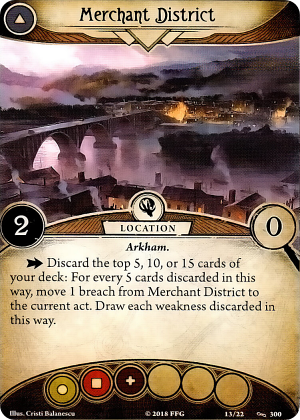 Merchant District
2
LOCATION
0
Arkham.
Discard the top 5, 10, or 15 cards of
your deck: For every 5 cards discarded in this
way, move 1 breach from Merchant District to
the current act. Draw each weakness discarded in
this way.
Illus. Cristi Balanescu © 2018 FFG 13/22 300